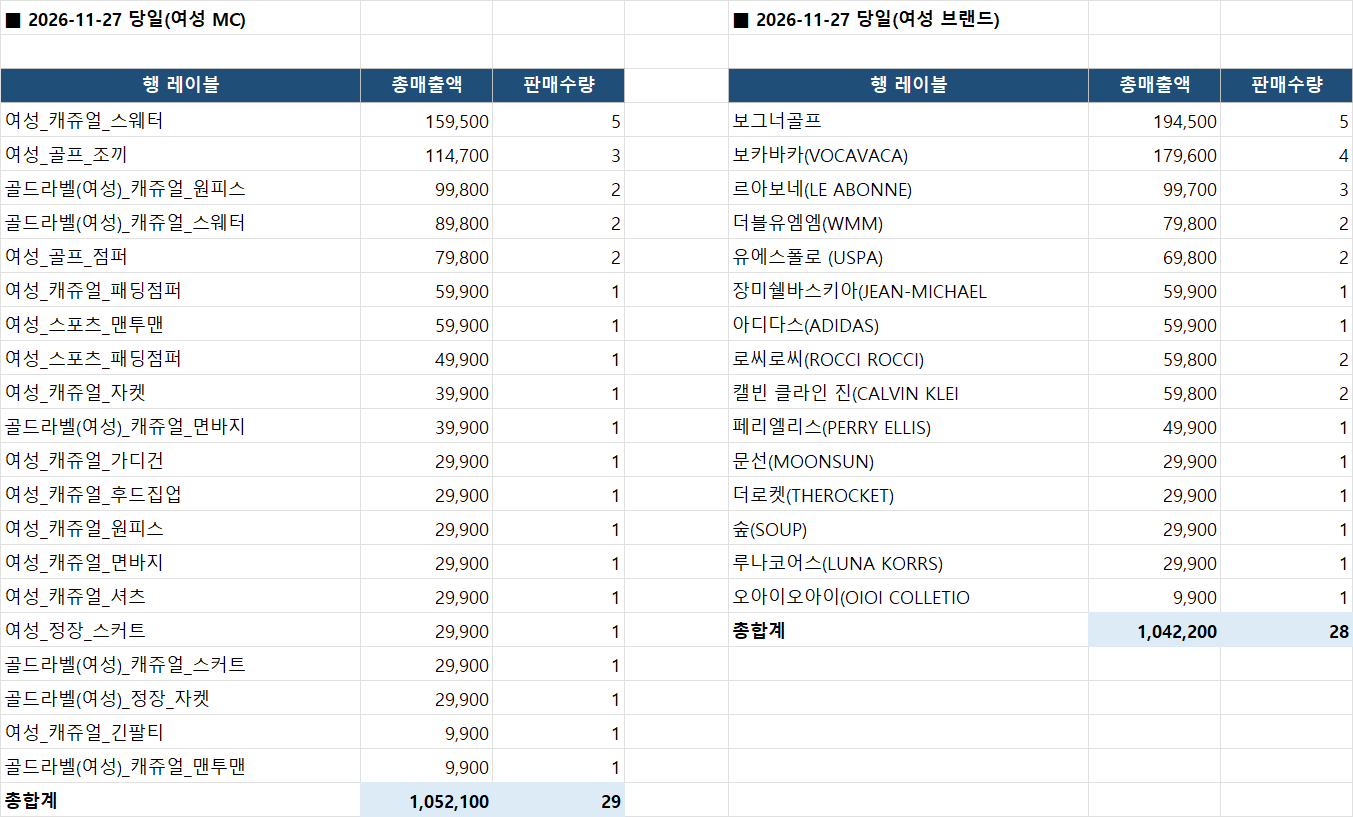 ■ 2026-11-27 당일(여성 MC)
행 레이블 총매출액 판매수량
여성_캐쥬얼_스웨터 159,500 5
여성_골프_조끼 114,700 3
골드라벨(여성)_캐쥬얼_원피스 99,800 2
골드라벨(여성)_캐쥬얼_스웨터 89,800 2
여성_골프_점퍼 79,800 2
여성_캐쥬얼_패딩점퍼 59,900 1
여성_스포츠_맨투맨 59,900 1
여성_스포츠_패딩점퍼 49,900 1
여성_캐쥬얼_자켓 39,900 1
골드라벨(여성)_캐쥬얼_면바지 39,900 1
여성_캐쥬얼_가디건 29,900 1
여성_캐쥬얼_후드집업 29,900 1
여성_캐쥬얼_원피스 29,900 1
여성_캐쥬얼_면바지 29,900 1
여성_캐쥬얼_셔츠 29,900 1
여성_정장_스커트 29,900 1
골드라벨(여성)_캐쥬얼_스커트 29,900 1
골드라벨(여성)_정장_자켓 29,900 1
여성_캐쥬얼_긴팔티 9,900 1
골드라벨(여성)_캐쥬얼_맨투맨 9,900 1
총합계 1,052,100 29
■ 2026-11-27 당일(여성 브랜드)
행 레이블 총매출액 판매수량
보그너골프 194,500 5
보카바카(VOCAVACA) 179,600 4
르아보네(LE ABONNE) 99,700 3
더블유엠엠(WMM) 79,800 2
유에스폴로 (USPA) 69,800 2
장미쉘바스키아(JEAN-MICHAEL 59,900 1
아디다스(ADIDAS) 59,900 1
로씨로씨(ROCCI ROCCI) 59,800 2
캘빈 클라인 진(CALVIN KLEI 59,800 2
페리엘리스(PERRY ELLIS) 49,900 1
문선(MOONSUN) 29,900 1
더로켓(THEROCKET) 29,900 1
숲(SOUP) 29,900 1
루나코어스(LUNA KORRS) 29,900 1
오아이오아이(OIOI COLLETIO 9,900 1
총합계 1,042,200 28